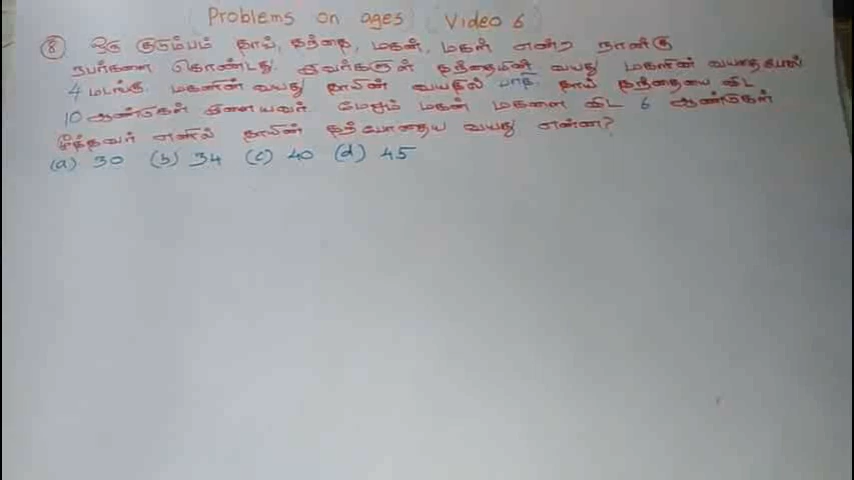 Problems on ages Video 6
8 ஒரு குடும்பம் தாய், தந்தை, மகன், மகள் என்ற நான்கு
நபர்களை கொண்டது. இவர்களுள் தந்தையின் வயது மகளின் வயதைபோல்
4 மடங்கு. மகனின் வயது தாயின் வயதில் பாதி. தாய் தந்தையை விட
10 ஆண்டுகள் இளையவர் மேலும் மகன் மகளை விட 6 ஆண்டுகள்
மூத்தவர் எனில் தாயின் தற்போதைய வயது என்ன?
(a) 30 (b) 34 (c) 40 (d) 45